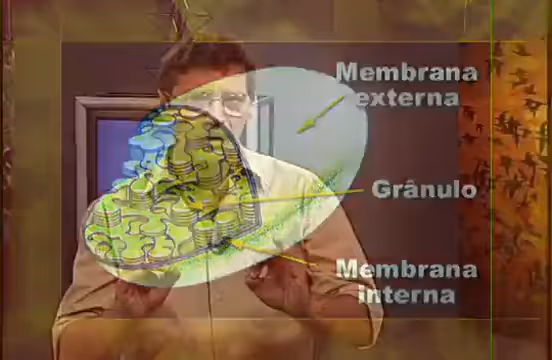 Membrana
externa
Grânulo
Membrana
interna